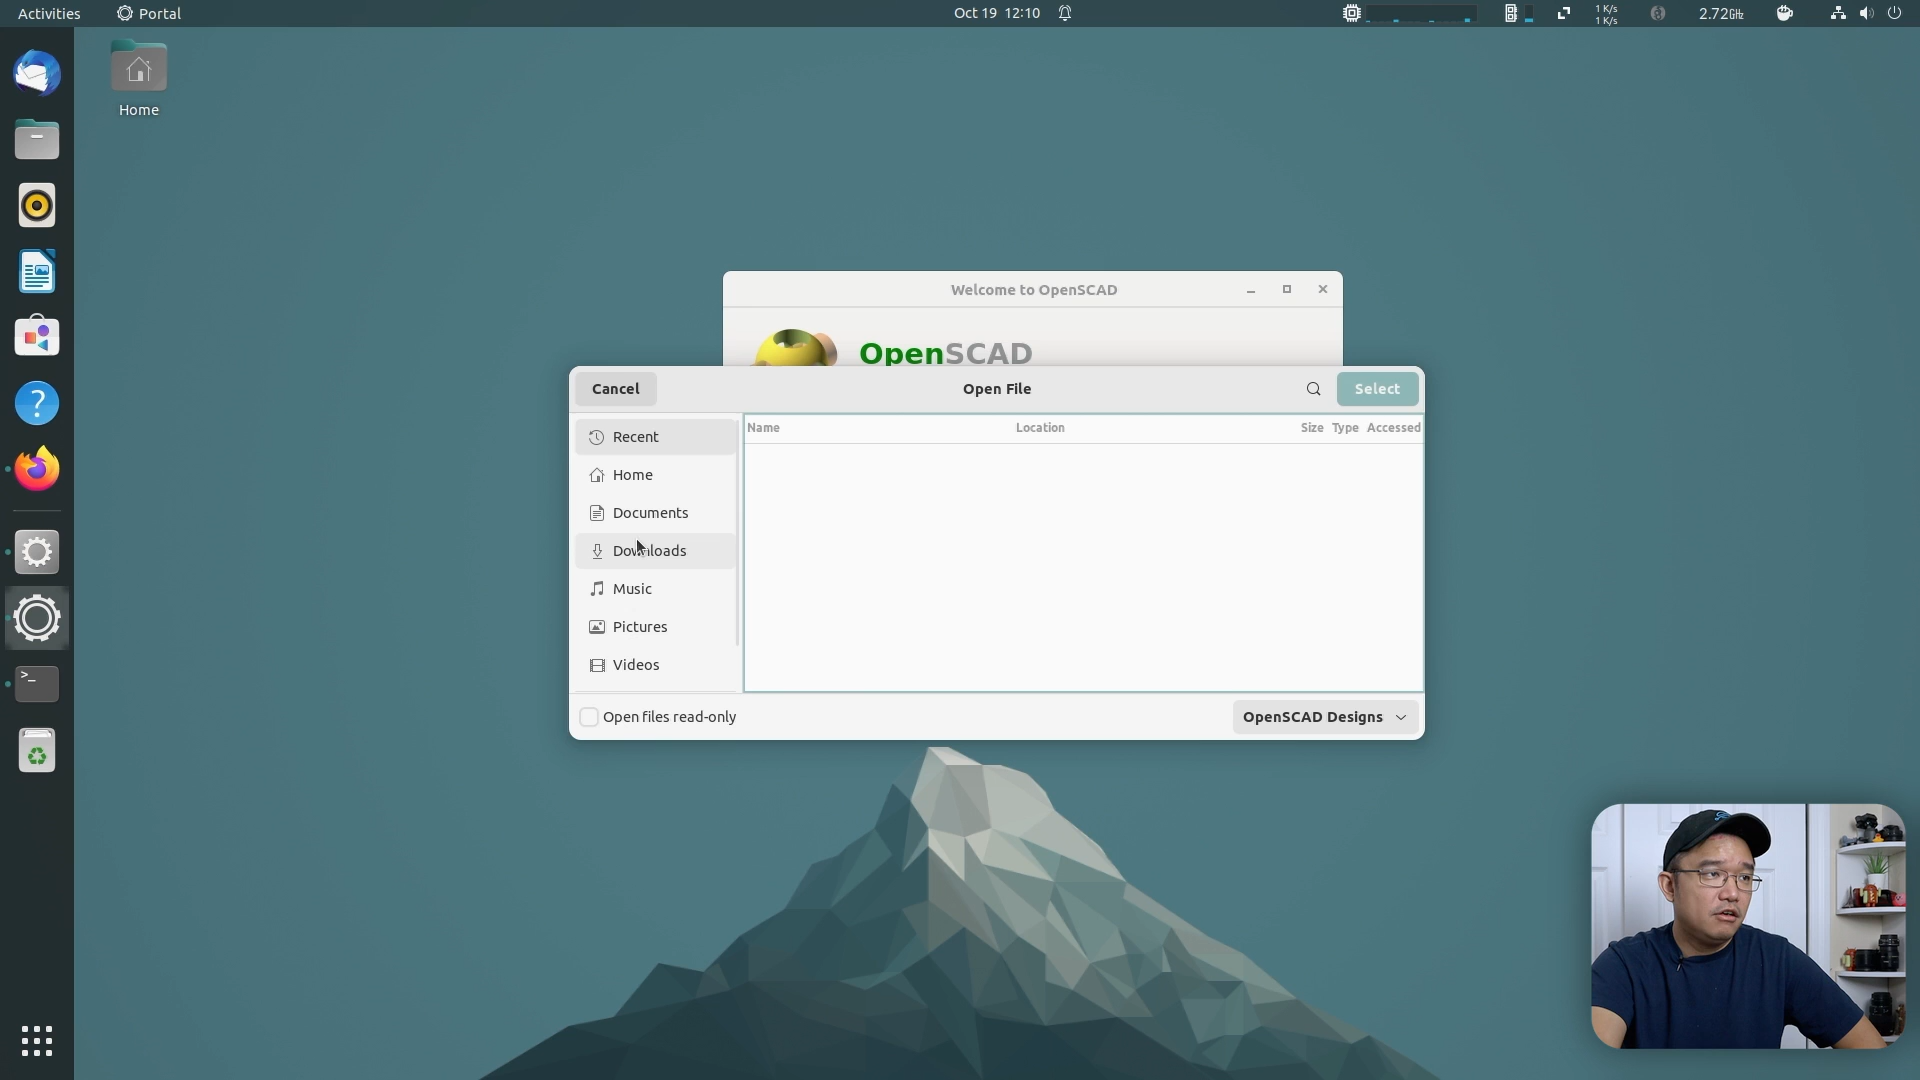 Activities
Portal
Oct 19 12:10
1 K/s
1 K/s
2.72GHz
Home
Welcome to OpenSCAD
OpenSCAD
Cancel
Open File
Select
Recent
Home
Documents
Downloads
Music
Pictures
Videos
Name
Location
Size
Type
Accessed
Open files read-only
OpenSCAD Designs